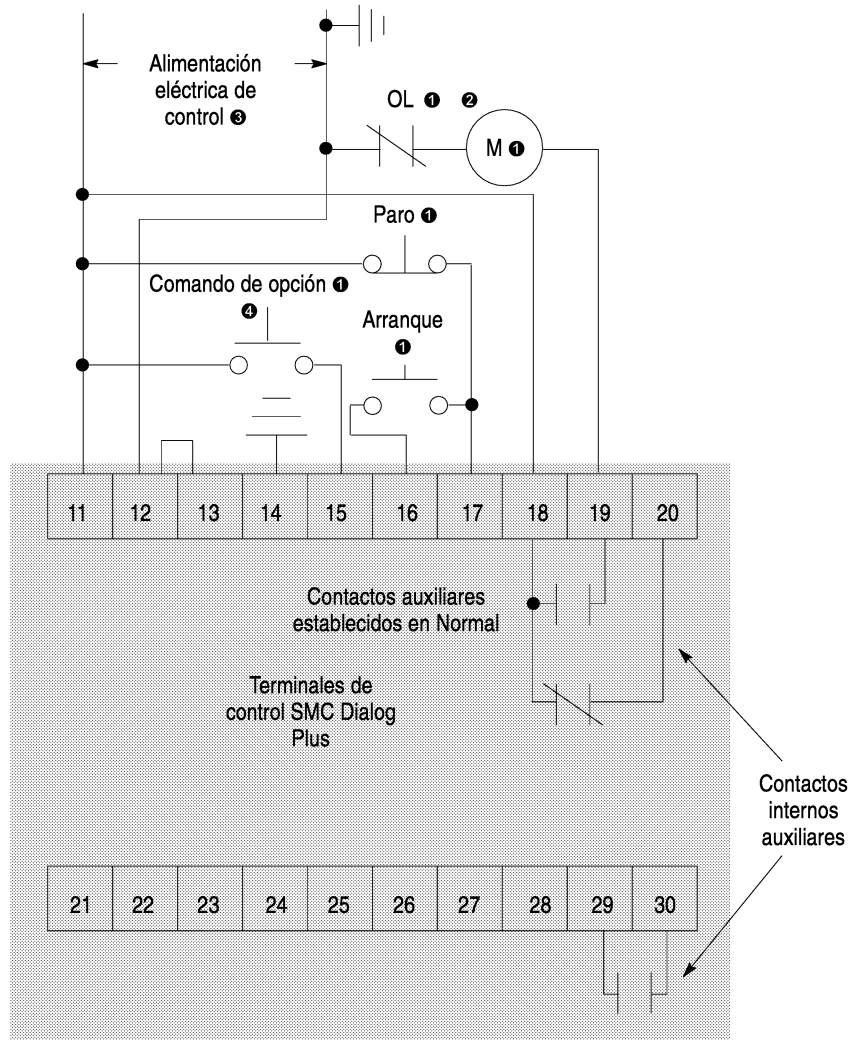 Alimentación
eléctrica de
control ❸
OL ❶ ❷
M ❶
Paro ❶
Comando de opción ❶
❹
Arranque
❶
11 12 13 14 15 16 17 18 19 20
Contactos auxiliares
establecidos en Normal
Terminales de
control SMC Dialog
Plus
Contactos
internos
auxiliares
21 22 23 24 25 26 27 28 29 30